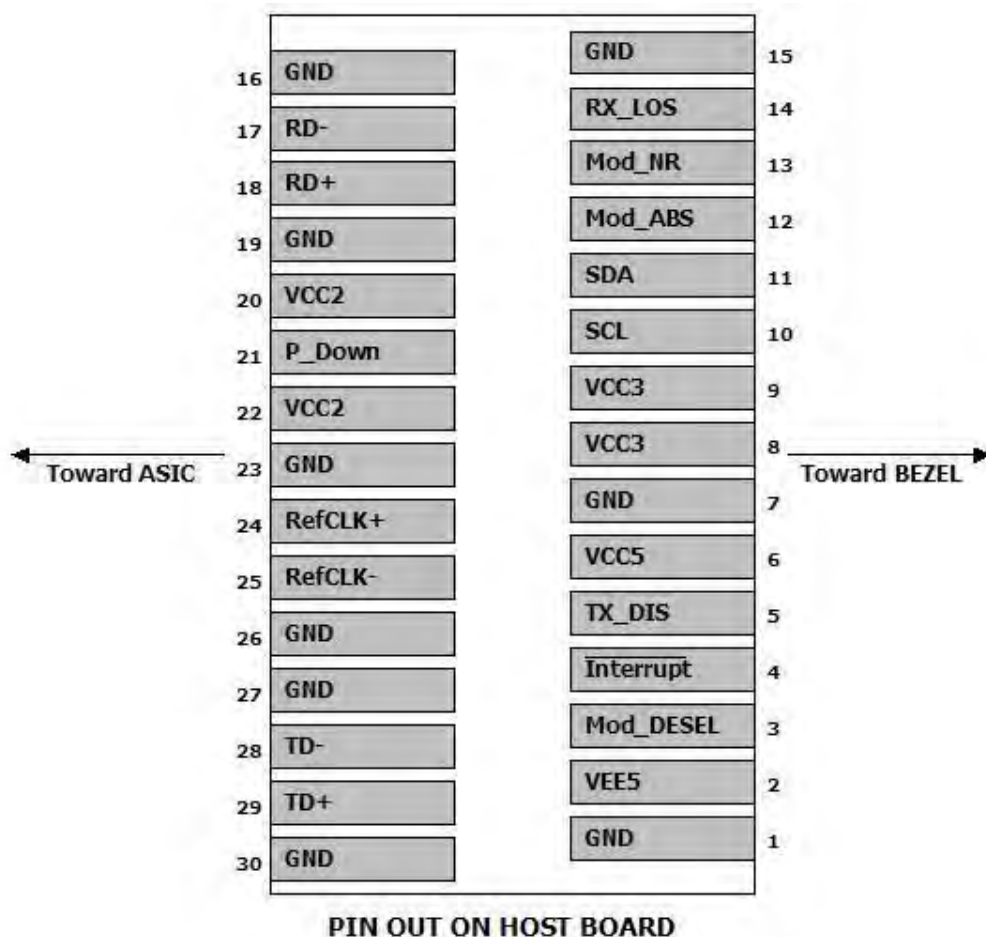 GND 15
16 GND
RX_LOS 14
17 RD-
Mod_NR 13
18 RD+
Mod_ABS 12
19 GND
SDA 11
20 VCC2
SCL 10
21 P_Down
VCC3 9
22 VCC2
VCC3 8
Toward ASIC
23 GND
Toward BEZEL
GND 7
24 RefCLK+
VCC5 6
25 RefCLK-
TX_DIS 5
26 GND
Interrupt 4
27 GND
Mod_DESEL 3
28 TD-
VEE5 2
29 TD+
GND 1
30 GND
PIN OUT ON HOST BOARD